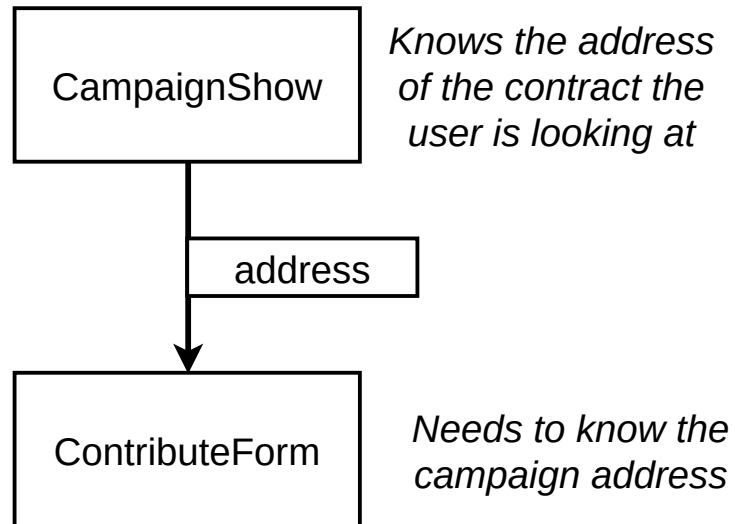 CampaignShow
Knows the address
of the contract the
user is looking at
address
ContributeForm
Needs to know the
campaign address